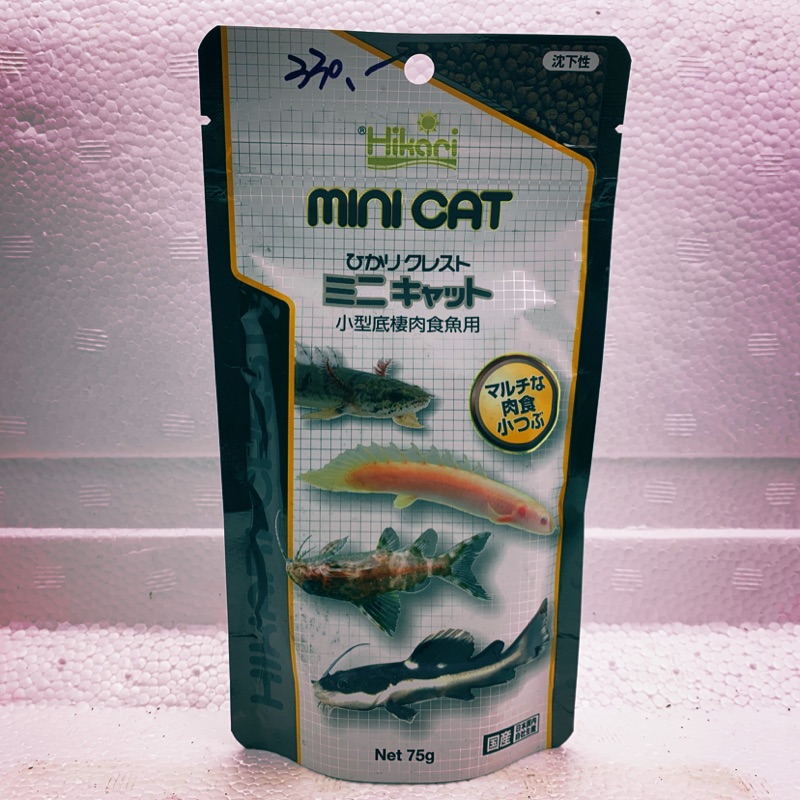 330、一
沈下性
®Hikari
MINI CAT
ひかりクレスト
ミニキャット
小型底棲肉食魚用
マルチな
肉食
小つぶ
Net 75g
国産